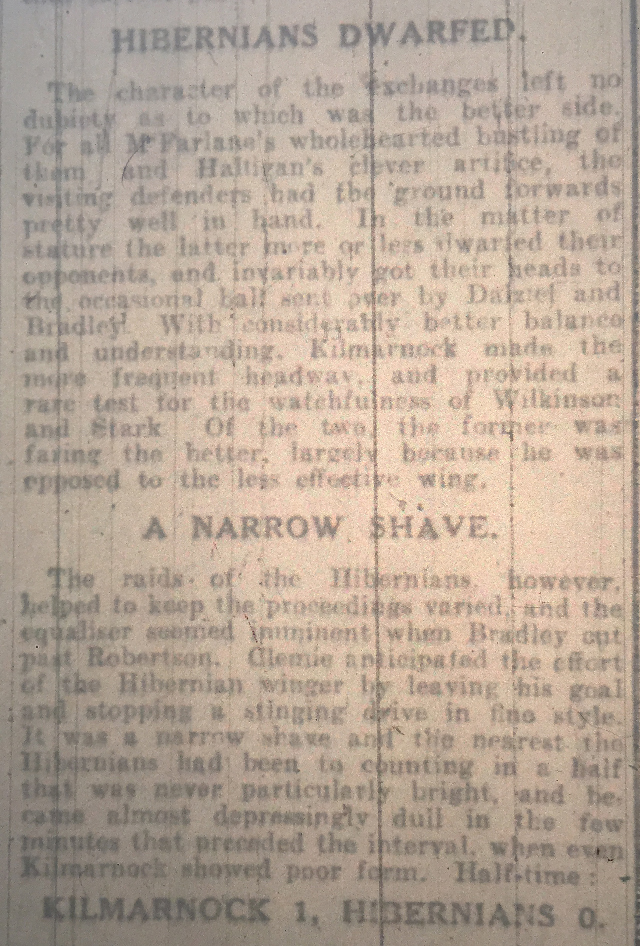 HIBERNIANS DWARFED.
The character of the exchanges left no
dubiety as to which was the better side.
For all McFarlane's wholehearted bustling of
them and Halligan's clever artifice, the
visiting defenders had the ground forwards
pretty well in hand. In the matter of
stature the latter more or less dwarfed their
opponents, and invariably got their heads to
the occasional ball sent over by Dalziel and
Bradley. With considerably better balance
and understanding, Kilmarnock made the
more frequent headway, and provided a
rare test for the watchfulness of Wilkinson
and Stark Of the two, the former was
faring the better, largely because he was
opposed to the less effective wing.
A NARROW SHAVE.
The raids of the Hibernians, however,
helped to keep the proceedings varied, and the
equaliser seemed imminent when Bradley cut
past Robertson. Clemie anticipated the effort
of the Hibernian winger by leaving his goal
and stopping a stinging drive in fine style.
It was a narrow shave and the nearest the
Hibernians had been to counting in a half
that was never particularly bright, and be-
came almost depressingly dull in the few
minutes that preceded the interval, when even
Kilmarnock showed poor form. Half-time:
KILMARNOCK 1, HIBERNIANS 0.